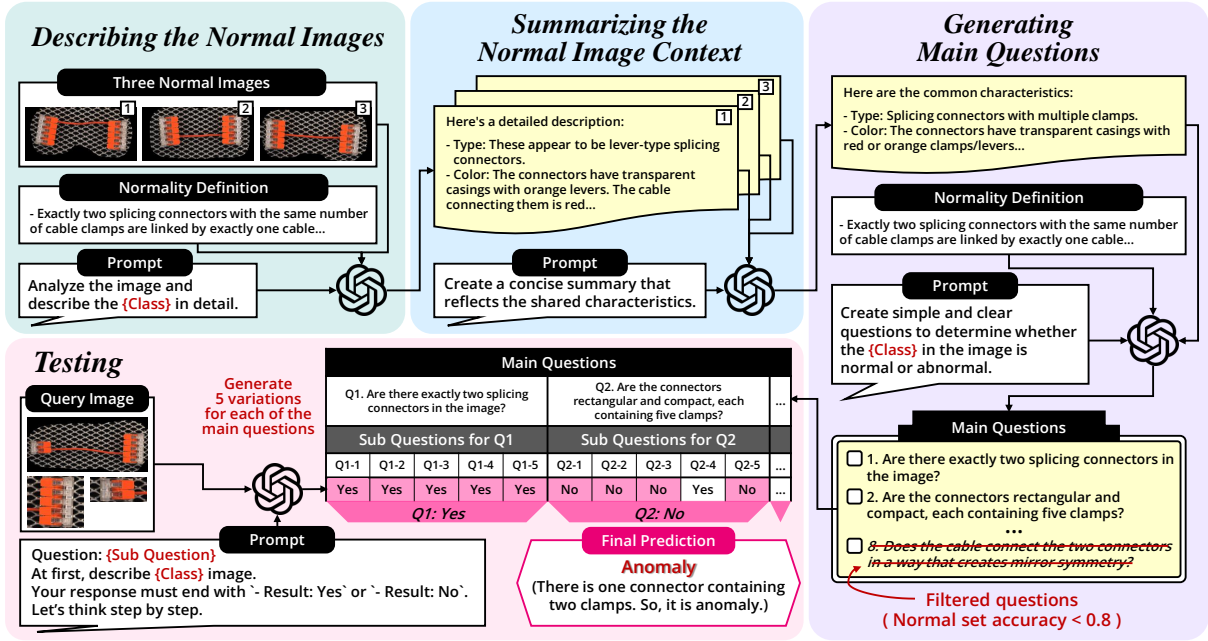 Describing the Normal Images
Three Normal Images
1
2
3
Normality Definition
- Exactly two splicing connectors with the same number
of cable clamps are linked by exactly one cable...
Prompt
Analyze the image and
describe the {Class} in detail.
Summarizing the
Normal Image Context
3
2
1
Here's a detailed description:
- Type: These appear to be lever-type splicing
connectors.
- Color: The connectors have transparent
casings with orange levers. The cable
connecting them is red...
Prompt
Create a concise summary that
reflects the shared characteristics.
Generating
Main Questions
Here are the common characteristics:
- Type: Splicing connectors with multiple clamps.
- Color: The connectors have transparent casings with
red or orange clamps/levers...
Normality Definition
- Exactly two splicing connectors with the same number
of cable clamps are linked by exactly one cable...
Prompt
Create simple and clear
questions to determine whether
the {Class} in the image is
normal or abnormal.
Main Questions
1. Are there exactly two splicing connectors in
the image?
2. Are the connectors rectangular and
compact, each containing five clamps?
...
8. Does the cable connect the two connectors
in a way that creates mirror symmetry?
Filtered questions
( Normal set accuracy < 0.8 )
Testing
Query Image
Generate
5 variations
for each of the
main questions
Main Questions
Q1. Are there exactly two splicing
connectors in the image?
Q2. Are the connectors
rectangular and compact, each
containing five clamps?
...
Sub Questions for Q1
Sub Questions for Q2
Q1-1 Q1-2 Q1-3 Q1-4 Q1-5 Q2-1 Q2-2 Q2-3 Q2-4 Q2-5 ...
Yes Yes Yes Yes Yes No No No Yes No ...
Q1: Yes
Q2: No
Prompt
Question: {Sub Question}
At first, describe {Class} image.
Your response must end with `- Result: Yes` or `- Result: No`.
Let's think step by step.
Final Prediction
Anomaly
(There is one connector containing
two clamps. So, it is anomaly.)